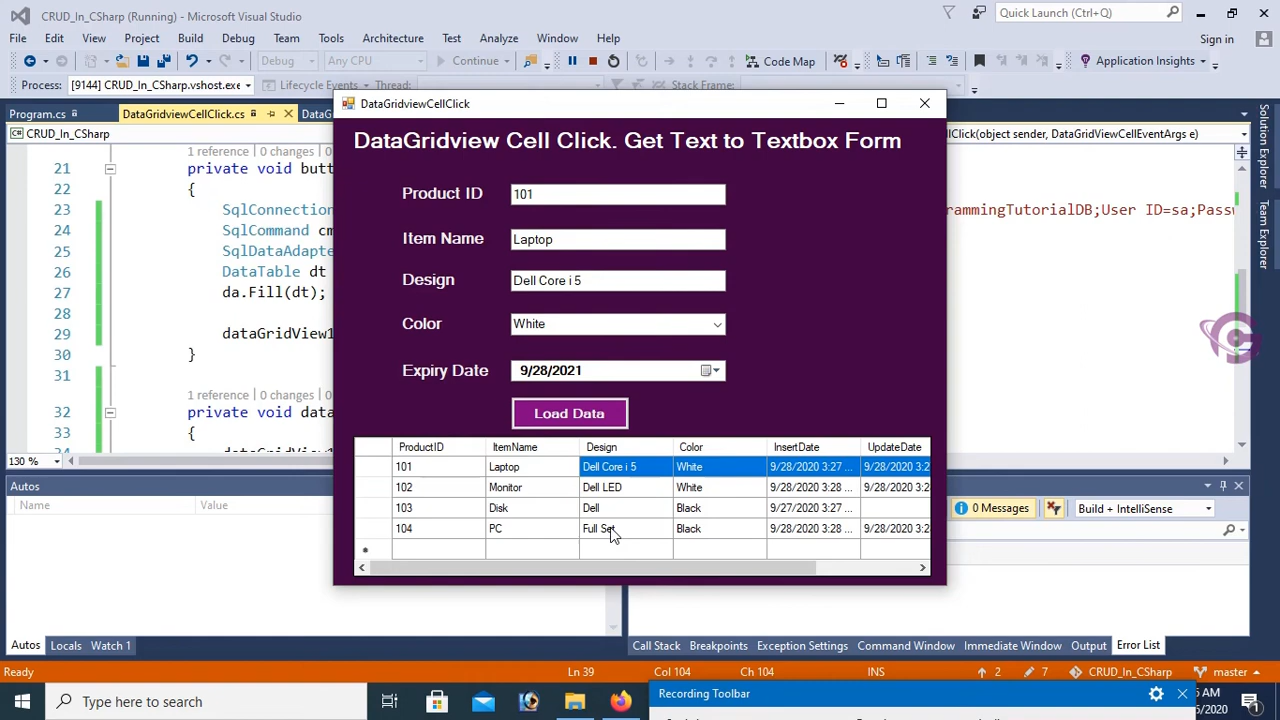 CRUD_In_CSharp (Running) - Microsoft Visual Studio
Quick Launch (Ctrl+Q)
File Edit View Project Build Debug Team Tools Architecture Test Analyze Window Help
Sign in
Debug Any CPU Continue Code Map Application Insights
Process: [9144] CRUD_In_CSharp.vshost.exe Lifecycle Events Thread: Stack Frame:
Program.cs DataGridviewCellClick.cs
CRUD_In_CSharp
Click(object sender, DataGridViewCellEventArgs e)
1 reference | 0 changes |
21 private void
22 {
23 SqlConnection
rammingTutorialDB;User ID=sa;
24 SqlCommand
25
26 DataTable dt
27 da.Fill(dt);
28
29 dataGridView1
30 }
31
1 reference | 0 changes |
32 private void
33 {
130 %
DataGridviewCellClick
DataGridview Cell Click. Get Text to Textbox Form
Product ID 101
Item Name Laptop
Design Dell Core i 5
Color White
Expiry Date 9/28/2021
Load Data
ProductID ItemName Design Color InsertDate UpdateDate
101 Laptop Dell Core i 5 White 9/28/2020 3:27 ... 9/28/2020 3:2
102 Monitor Dell LED White 9/28/2020 3:28 ... 9/28/2020 3:2
103 Disk Dell Black 9/27/2020 3:27 ...
104 PC Full Set Black 9/28/2020 3:28 ... 9/28/2020 3:2
Solution Explorer
Team Explorer
Autos
Name Value
0 Messages Build + IntelliSense
Autos Locals Watch 1
Call Stack Breakpoints Exception Settings Command Window Immediate Window Output Error List
Ready Ln 39 Col 104 Ch 104 INS 2 7 CRUD_In_CSharp master
Type here to search
Recording Toolbar